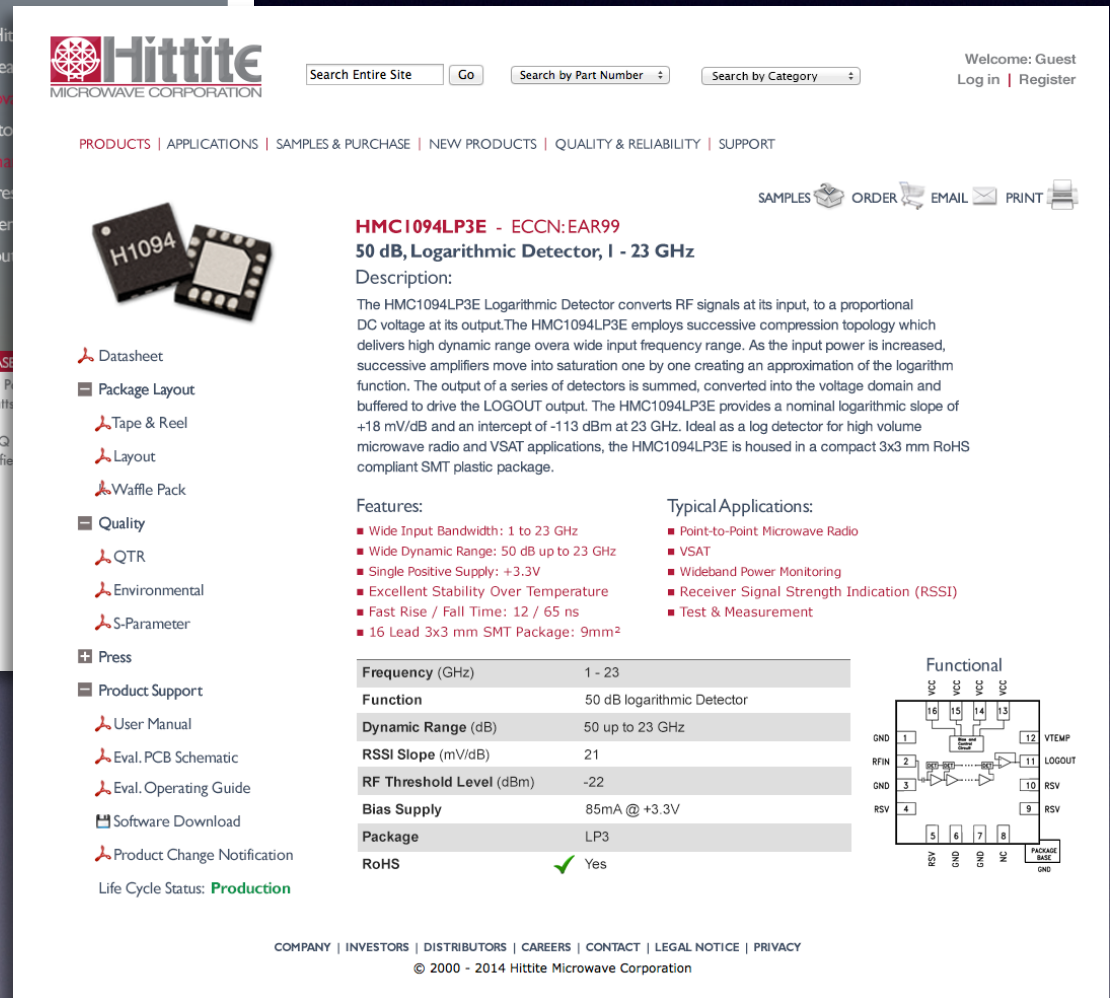 Hittite
MICROWAVE CORPORATION
Search Entire Site Go Search by Part Number Search by Category
Welcome: Guest
Log in | Register
PRODUCTS | APPLICATIONS | SAMPLES & PURCHASE | NEW PRODUCTS | QUALITY & RELIABILITY | SUPPORT
SAMPLES ORDER EMAIL PRINT
H1094
HMC1094LP3E - ECCN: EAR99
50 dB, Logarithmic Detector, 1 - 23 GHz
Description:
The HMC1094LP3E Logarithmic Detector converts RF signals at its input, to a proportional
DC voltage at its output.The HMC1094LP3E employs successive compression topology which
delivers high dynamic range overa wide input frequency range. As the input power is increased,
successive amplifiers move into saturation one by one creating an approximation of the logarithm
function. The output of a series of detectors is summed, converted into the voltage domain and
buffered to drive the LOGOUT output. The HMC1094LP3E provides a nominal logarithmic slope of
+18 mV/dB and an intercept of -113 dBm at 23 GHz. Ideal as a log detector for high volume
microwave radio and VSAT applications, the HMC1094LP3E is housed in a compact 3x3 mm RoHS
compliant SMT plastic package.
Datasheet
Package Layout
Tape & Reel
Layout
Waffle Pack
Quality
QTR
Environmental
S-Parameter
Press
Product Support
User Manual
Eval. PCB Schematic
Eval. Operating Guide
Software Download
Product Change Notification
Life Cycle Status: Production
Features:
Wide Input Bandwidth: 1 to 23 GHz
Wide Dynamic Range: 50 dB up to 23 GHz
Single Positive Supply: +3.3V
Excellent Stability Over Temperature
Fast Rise / Fall Time: 12 / 65 ns
16 Lead 3x3 mm SMT Package: 9mm²
Typical Applications:
Point-to-Point Microwave Radio
VSAT
Wideband Power Monitoring
Receiver Signal Strength Indication (RSSI)
Test & Measurement
Frequency (GHz) 1 - 23
Function 50 dB logarithmic Detector
Dynamic Range (dB) 50 up to 23 GHz
RSSI Slope (mV/dB) 21
RF Threshold Level (dBm) -22
Bias Supply 85mA @ +3.3V
Package LP3
RoHS Yes
Functional
VCC VCC VCC VCC
16 15 14 13
Bias and
Control
Circuit
GND 1 12 VTEMP
RFIN 2 11 LOGOUT
GND 3 10 RSV
RSV 4 9 RSV
5 6 7 8
RSV GND GND NC
PACKAGE
BASE
GND
COMPANY | INVESTORS | DISTRIBUTORS | CAREERS | CONTACT | LEGAL NOTICE | PRIVACY
© 2000 - 2014 Hittite Microwave Corporation